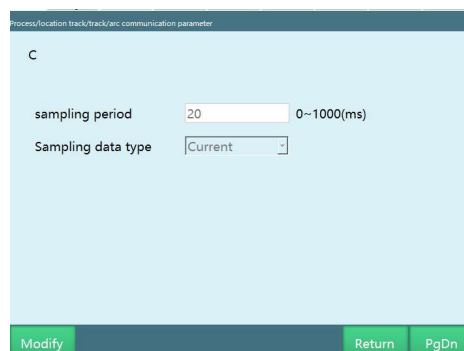 Process/location track/track/arc communication parameter
C
sampling period 20 0~1000(ms)
Sampling data type Current
Modify Return PgDn